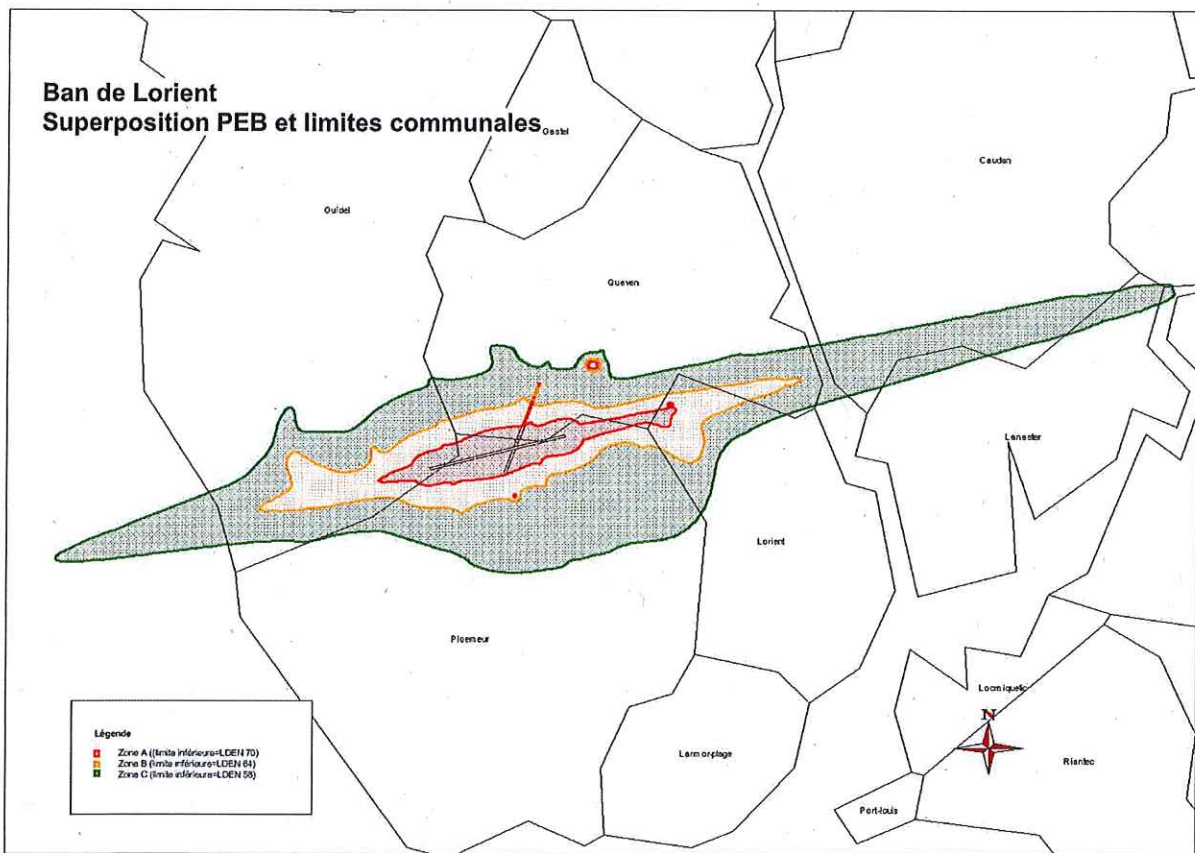 Ban de Lorient
Superposition PEB et limites communales
Gestel
Caudan
Guidel
Queven
Lanester
Lorient
Ploemeur
Locmiquelic
N
Larmor-plage
Riantec
Port-louis
Légende
Zone A ((limite inférieure=LDEN 70)
Zone B (limite inférieure=LDEN 64)
Zone C (limite inférieure=LDEN 58)